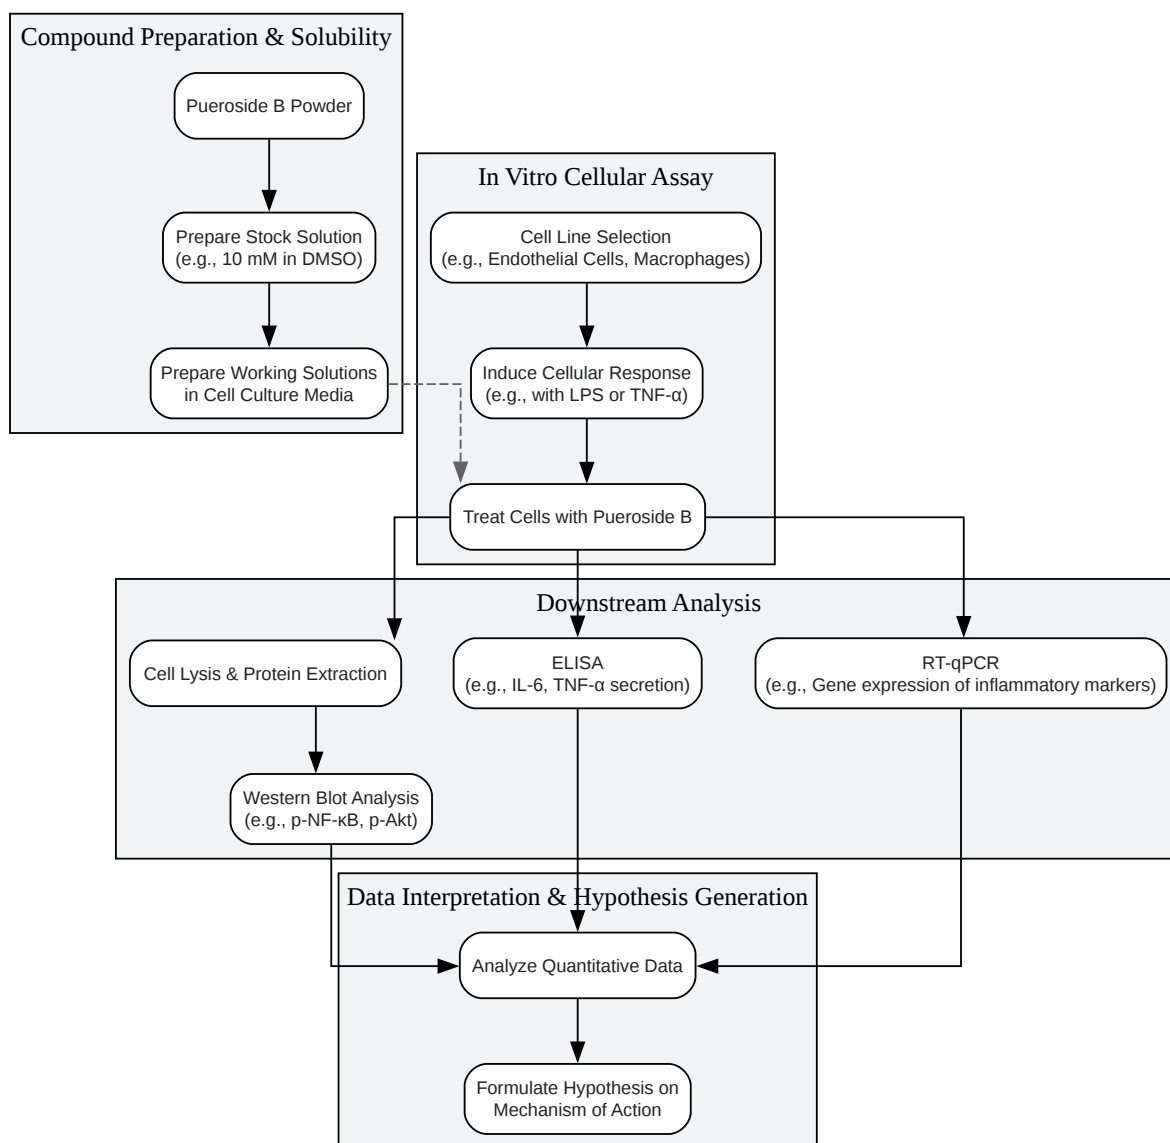 Compound Preparation & Solubility
Pueroside B Powder
Prepare Stock Solution
(e.g., 10 mM in DMSO)
Prepare Working Solutions
in Cell Culture Media
In Vitro Cellular Assay
Cell Line Selection
(e.g., Endothelial Cells, Macrophages)
Induce Cellular Response
(e.g., with LPS or TNF-α)
Treat Cells with Pueroside B
Downstream Analysis
Cell Lysis & Protein Extraction
ELISA
(e.g., IL-6, TNF-α secretion)
RT-qPCR
(e.g., Gene expression of inflammatory markers)
Western Blot Analysis
(e.g., p-NF-κB, p-Akt)
Data Interpretation & Hypothesis Generation
Analyze Quantitative Data
Formulate Hypothesis on
Mechanism of Action